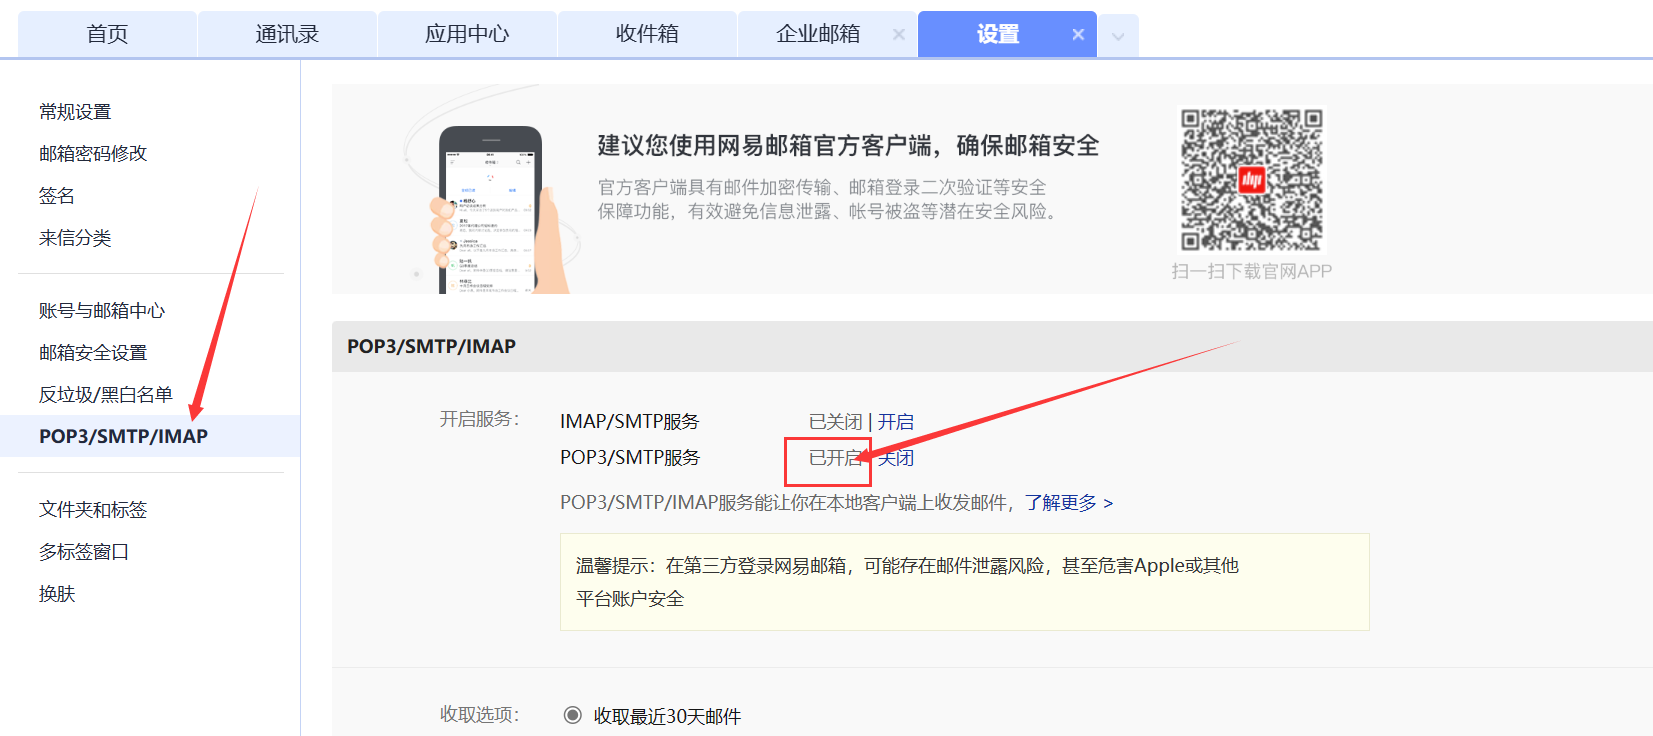 首页
通讯录
应用中心
收件箱
企业邮箱
设置
常规设置
邮箱密码修改
签名
来信分类
账号与邮箱中心
邮箱安全设置
反垃圾/黑白名单
POP3/SMTP/IMAP
文件夹和标签
多标签窗口
换肤
建议您使用网易邮箱官方客户端，确保邮箱安全
官方客户端具有邮件加密传输、邮箱登录二次验证等安全
保障功能，有效避免信息泄露、帐号被盗等潜在安全风险。
扫一扫下载官网APP
POP3/SMTP/IMAP
开启服务：
IMAP/SMTP服务
已关闭 | 开启
POP3/SMTP服务
已开启 关闭
POP3/SMTP/IMAP服务能让你在本地客户端上收发邮件，了解更多 >
温馨提示：在第三方登录网易邮箱，可能存在邮件泄露风险，甚至危害Apple或其他
平台账户安全
收取选项：
收取最近30天邮件